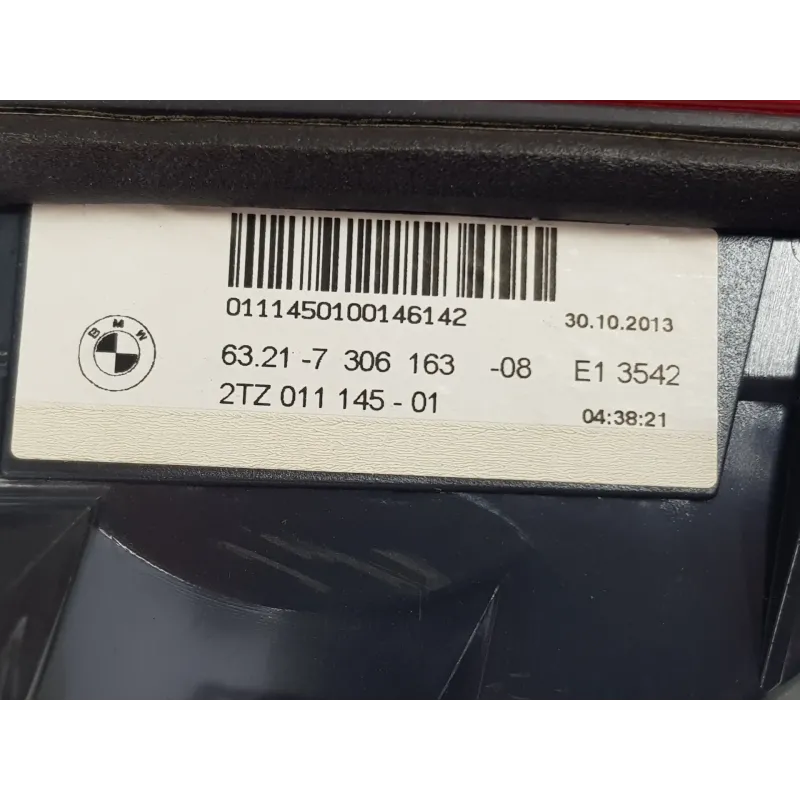 0111450100146142
30.10.2013
BMW
63.21-7 306 163 -08 E1 3542
2TZ 011 145 - 01
04:38:21